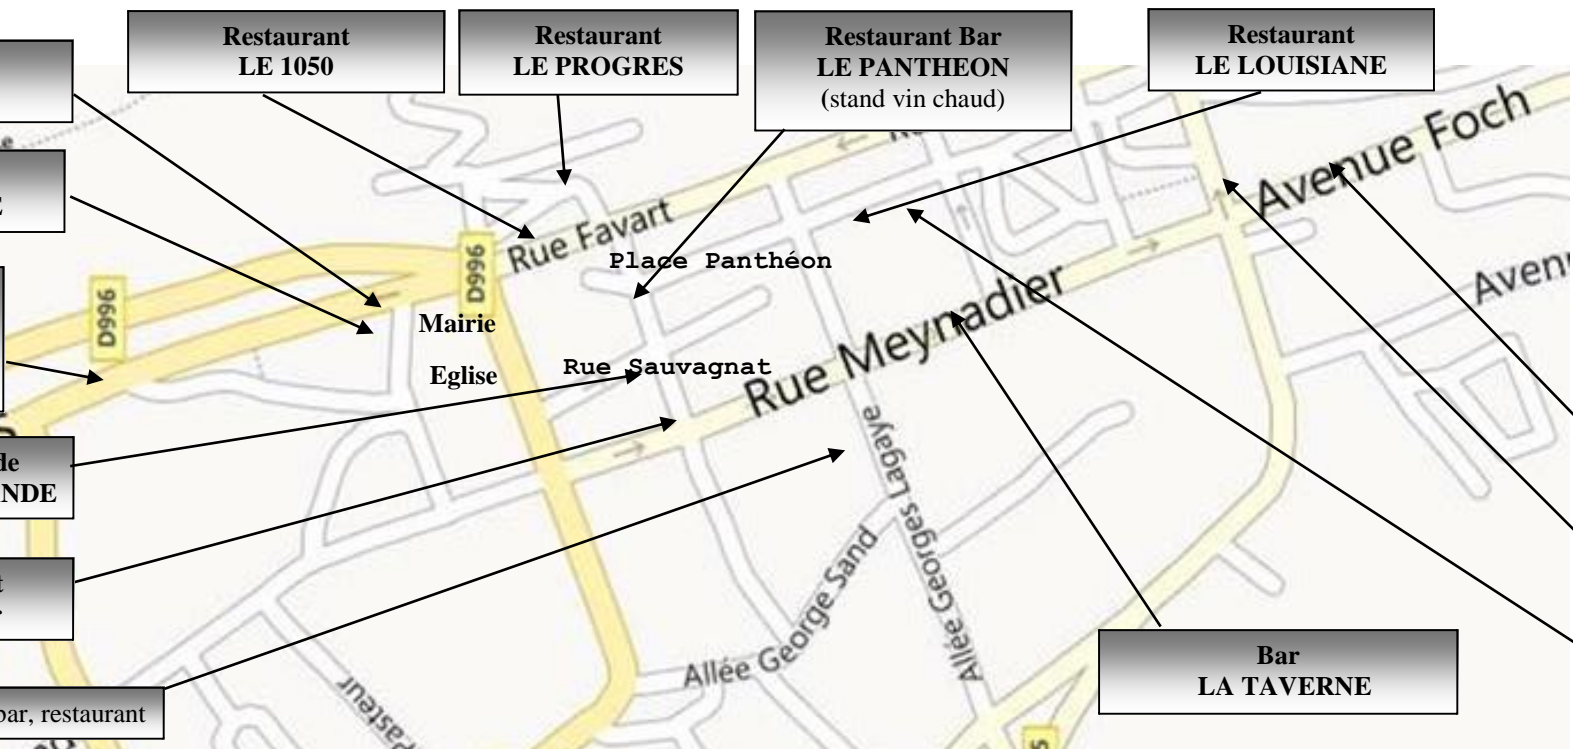 Restaurant
LE 1050
Restaurant
LE PROGRES
Restaurant Bar
LE PANTHEON
(stand vin chaud)
Restaurant
LE LOUISIANE
Avenue Foch
Rue Favart
Place Panthéon
D996
D996
Mairie
Eglise
Rue Sauvagnat
Rue Meynadier
Allée Georges Lagaye
Allée George Sand
Pasteur
bar, restaurant
Bar
LA TAVERNE